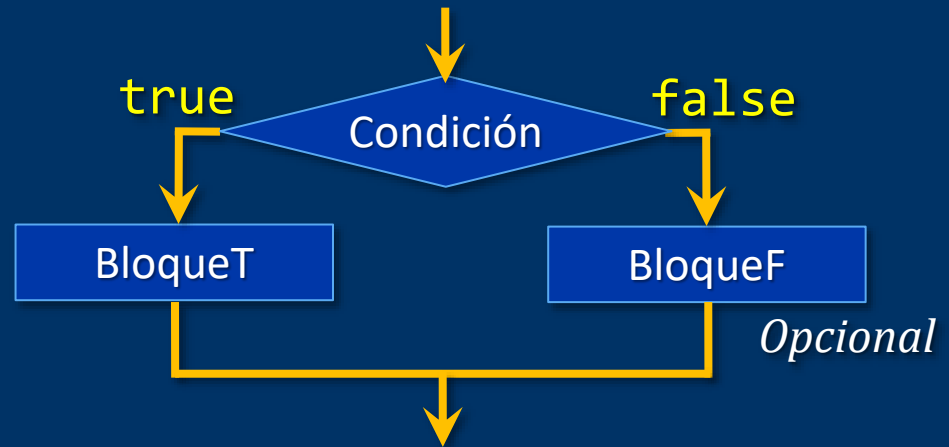 true
false
Condición
BloqueT
BloqueF
Opcional